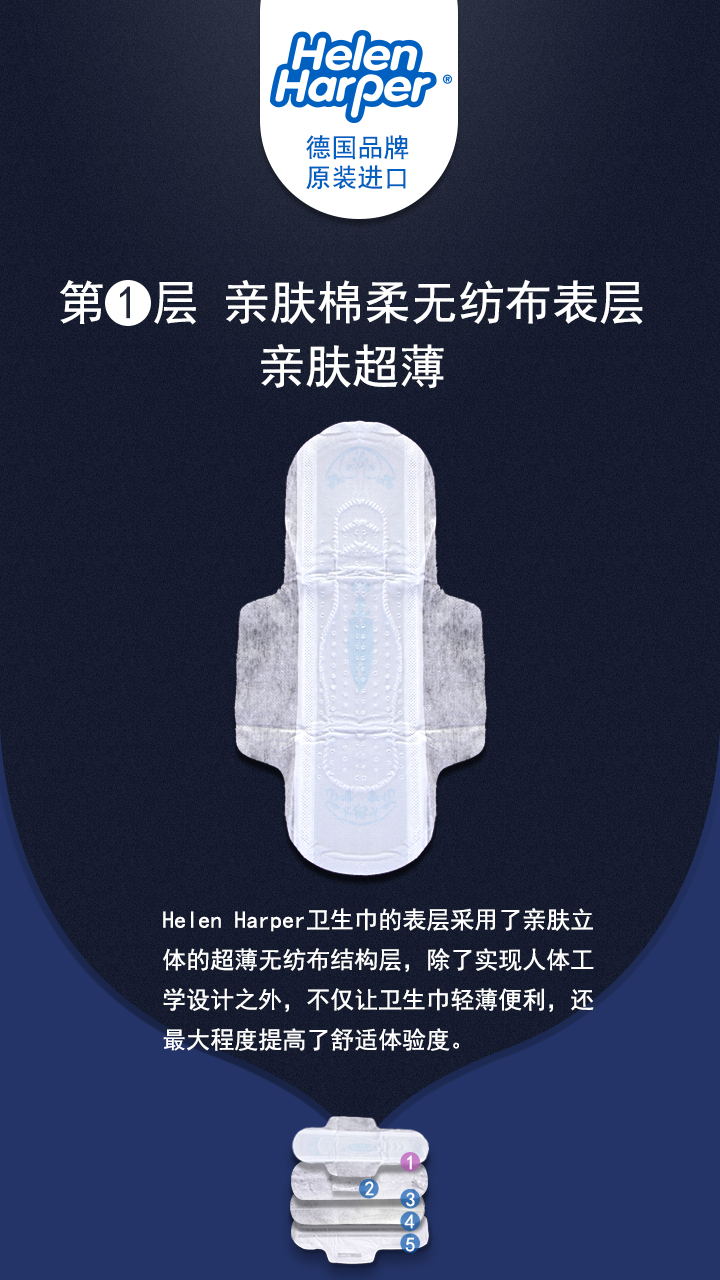 Helen
Harper®
德国品牌
原装进口
第1层 亲肤棉柔无纺布表层
亲肤超薄
Helen Harper卫生巾的表层采用了亲肤立
体的超薄无纺布结构层，除了实现人体工
学设计之外，不仅让卫生巾轻薄便利，还
最大程度提高了舒适体验度。
1
2
3
4
5